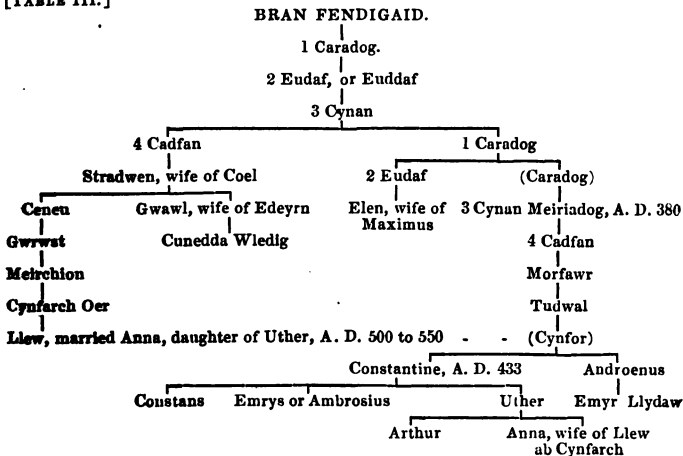 [TABLE III.]
BRAN FENDIGAID.
1 Caradog.
2 Eudaf, or Euddaf
3 Cynan
4 Cadfan 1 Caradog
Stradwen, wife of Coel 2 Eudaf (Caradog)
Ceneu Gwawl, wife of Edeyrn Elen, wife of 3 Cynan Meiriadog, A. D. 380
Maximus
Gwrwst Cunedda Wledig 4 Cadfan
Meirchion Morfawr
Cynfarch Oer Tudwal
Llew, married Anna, daughter of Uther, A. D. 500 to 550 - - (Cynfor)
Constantine, A. D. 433 Androenus
Constans Emrys or Ambrosius Uther Emyr Llydaw
Arthur Anna, wife of Llew
ab Cynfarch